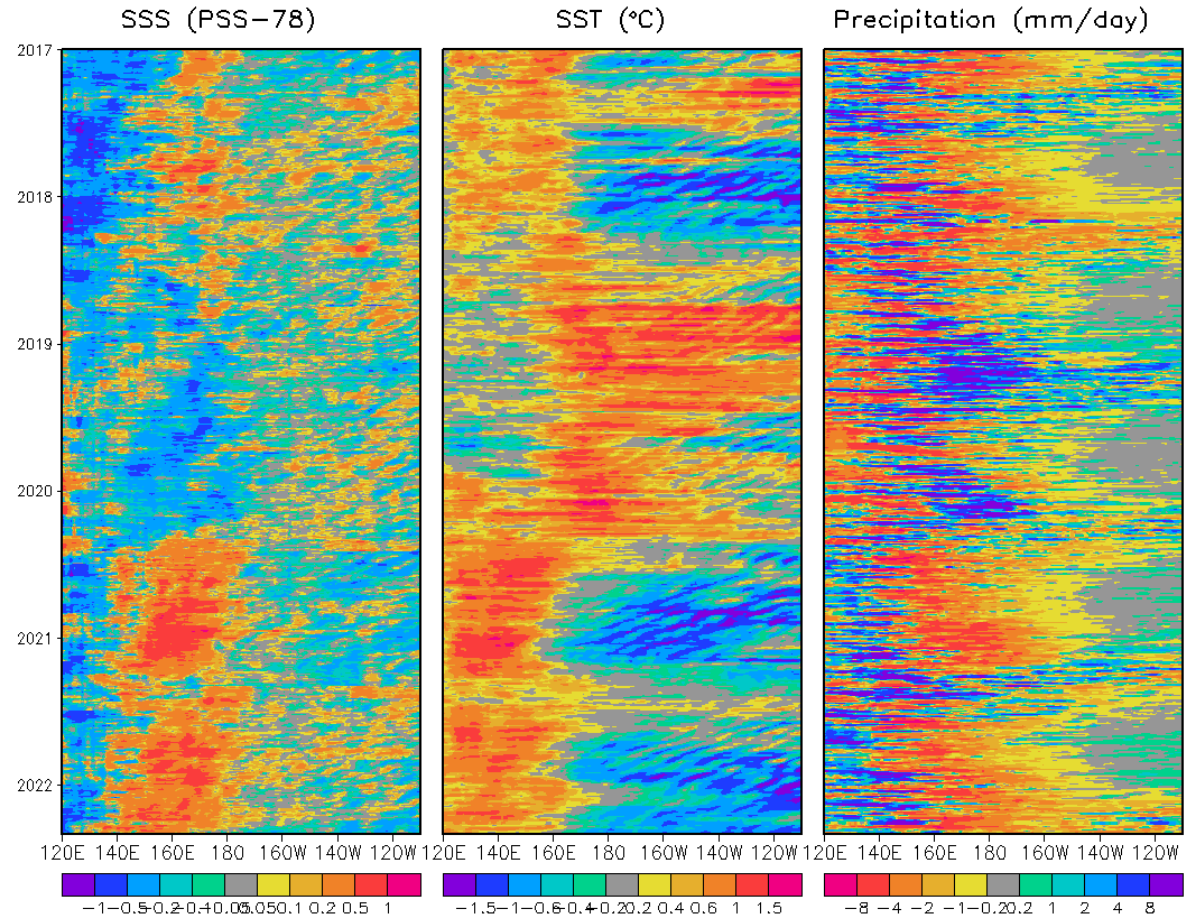 SSS (PSS-78) SST (°C) Precipitation (mm/day)
2017
2018
2019
2020
2021
2022
120E 140E 160E 180 160W 140W 120W 120E 140E 160E 180 160W 140W 120W 120E 140E 160E 180 160W 140W 120W
-1 -0.5 -0.2 -0.1 -0.05 0.05 0.1 0.2 0.5 1 -1.5 -1 -0.6 -0.4 -0.2 0.2 0.4 0.6 1 1.5 -8 -4 -2 -1 -0.2 0.2 1 2 4 8